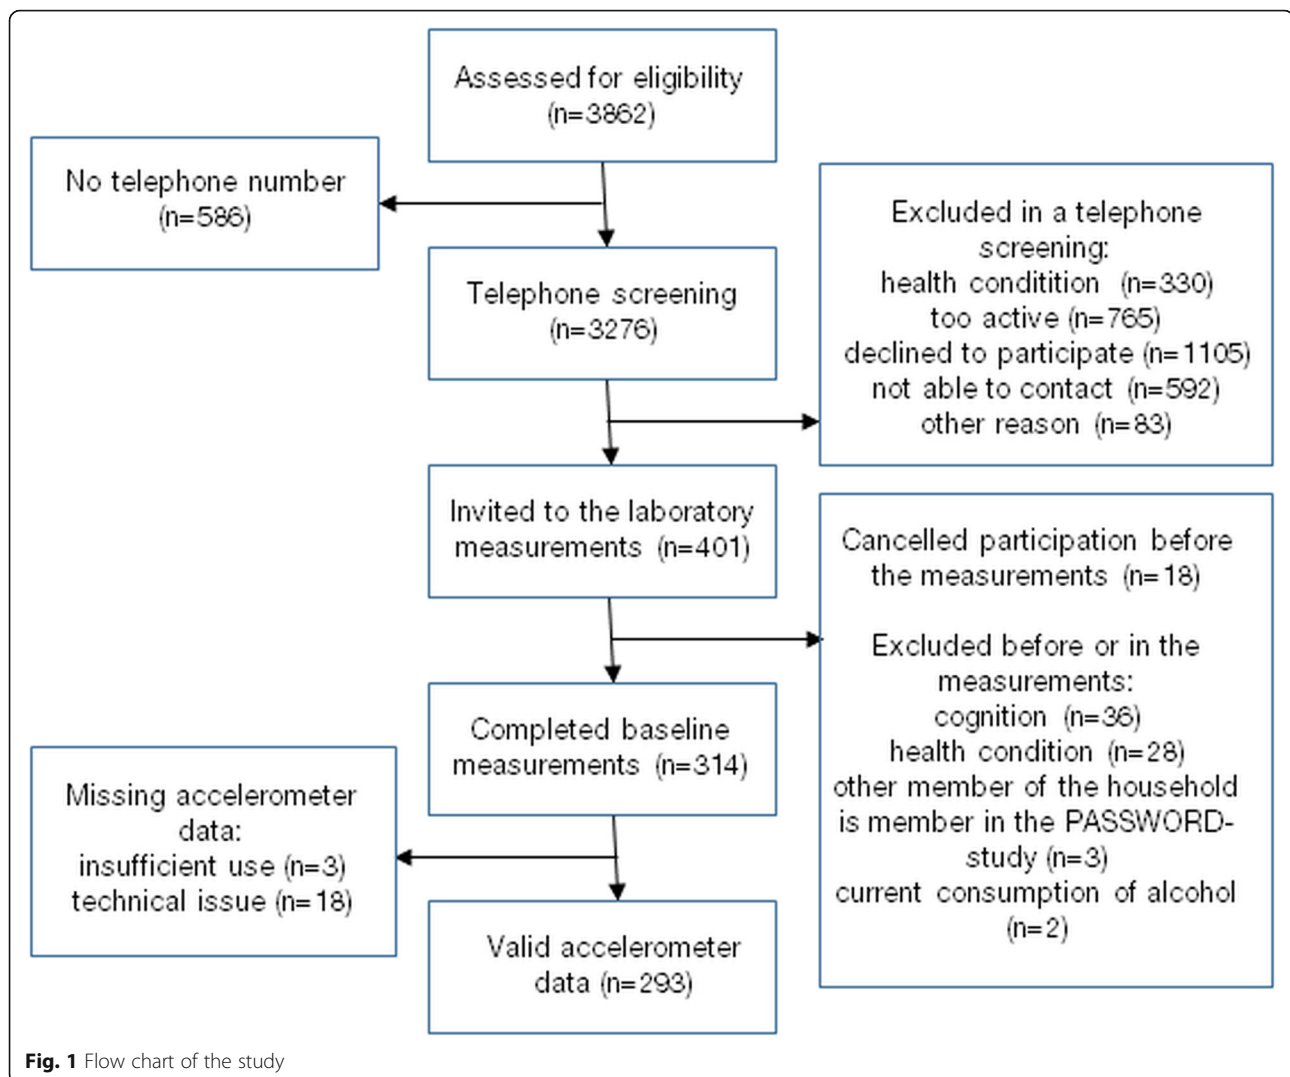 Assessed for eligibility
(n=3862)
No telephone number
(n=586)
Telephone screening
(n=3276)
Excluded in a telephone
screening:
health conditition (n=330)
too active (n=765)
declined to participate (n=1105)
not able to contact (n=592)
other reason (n=83)
Invited to the laboratory
measurements (n=401)
Cancelled participation before
the measurements (n=18)
Excluded before or in the
measurements:
cognition (n=36)
health condition (n=28)
other member of the household
is member in the PASSWORD-
study (n=3)
current consumption of alcohol
(n=2)
Completed baseline
measurements (n=314)
Missing accelerometer
data:
insufficient use (n=3)
technical issue (n=18)
Valid accelerometer
data (n=293)
Fig. 1 Flow chart of the study